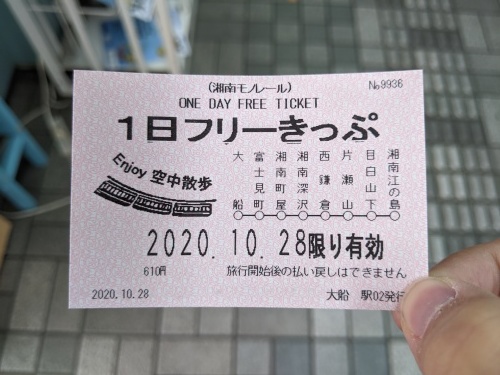 (湘南モノレール)
№9936
ONE DAY FREE TICKET
1日フリーきっぷ
Enjoy 空中散歩
大船
富士見町
湘南町屋
湘南深沢
西鎌倉
片瀬山
目白山下
湘南江の島
2020.10.28限り有効
610円
旅行開始後の払い戻しはできません
2020.10.28
大船 駅02発行